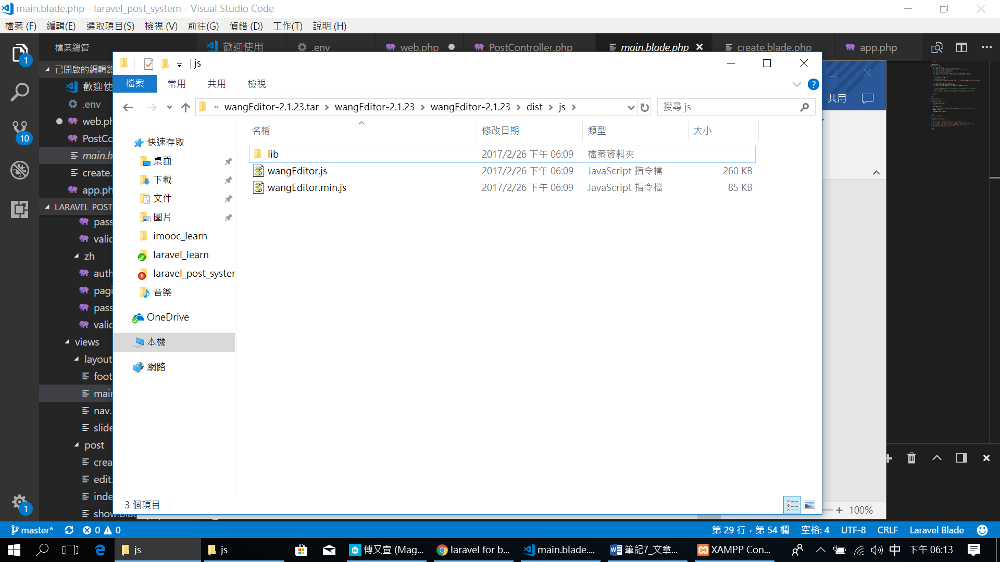 main.blade.php - laravel_post_system - Visual Studio Code
檔案 (F) 編輯(E) 選取項目(S) 檢視 (V) 前往(G) 偵錯 (D) 工作(T) 說明 (H)
檔案總管 歡迎使用 .env web.php PostController.php main.blade.php create.blade.php app.php
1
已開啟的編輯器
歡迎使
.env
web.ph
PostCo
main.b
create.
app.ph
10
LARAVEL_POST_
pass
valid
zh
auth
pagi
pass
valid
views
layout
foot
main
nav.
slide
post
crea
edit.
inde
show.blade
1
js
檔案 常用 共用 檢視
?
« wangEditor-2.1.23.tar › wangEditor-2.1.23 › wangEditor-2.1.23 › dist › js ›
搜尋 js
名稱 修改日期 類型 大小
lib 2017/2/26 下午 06:09 檔案資料夾
wangEditor.js 2017/2/26 下午 06:09 JavaScript 指令檔 260 KB
wangEditor.min.js 2017/2/26 下午 06:09 JavaScript 指令檔 85 KB
快速存取
桌面
下載
文件
圖片
imooc_learn
laravel_learn
laravel_post_syster
音樂
OneDrive
本機
網路
3 個項目
共用
100%
master* 0 0 第 29 行，第 54 欄 空格: 4 UTF-8 CRLF Laravel Blade
js js 傅又宣 (Mag... laravel for b... main.blade.... 筆記7_文章... XAMPP Con... 中 下午 06:13